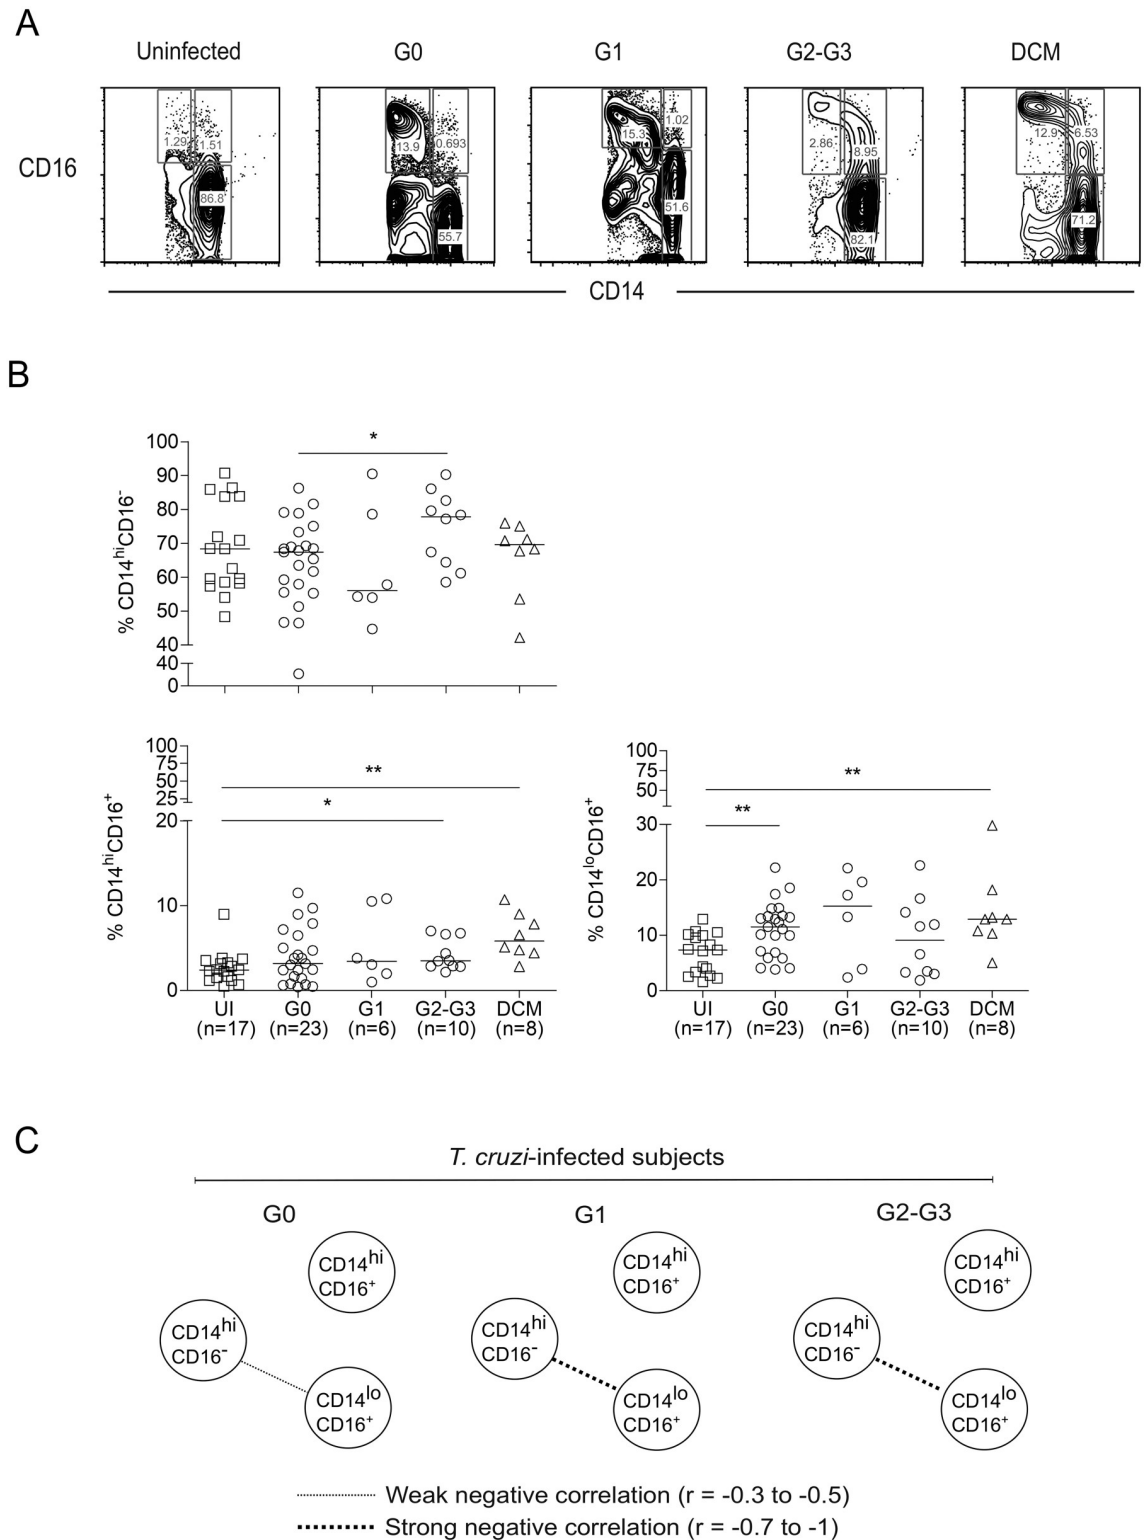 A
Uninfected G0 G1 G2-G3 DCM
CD16
1.29 1.51
86.8
13.9 0.693
55.7
15.3 1.02
51.6
2.86 8.95
82.1
12.9 6.53
71.2
CD14
B
% CD14hiCD16-
100
90
80
70
60
50
40
40
0
*
% CD14hiCD16+
100
75
50
25
20
10
0
**
*
UI G0 G1 G2-G3 DCM
(n=17) (n=23) (n=6) (n=10) (n=8)
% CD14loCD16+
100
75
50
30
20
10
0
**
**
UI G0 G1 G2-G3 DCM
(n=17) (n=23) (n=6) (n=10) (n=8)
C
T. cruzi-infected subjects
G0 G1 G2-G3
CD14hi
CD16+
CD14hi
CD16-
CD14lo
CD16+
CD14hi
CD16+
CD14hi
CD16-
CD14lo
CD16+
CD14hi
CD16+
CD14hi
CD16-
CD14lo
CD16+
Weak negative correlation (r = -0.3 to -0.5)
Strong negative correlation (r = -0.7 to -1)